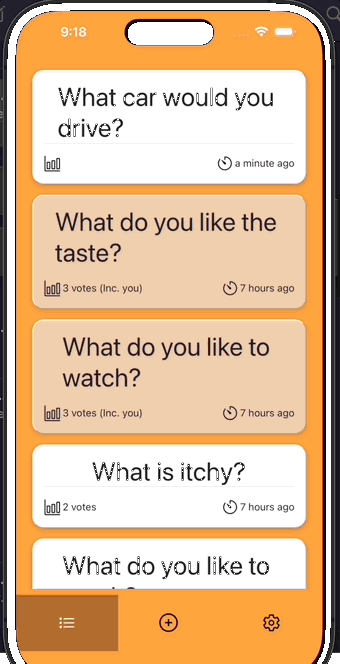 9:18
What car would you
drive?
a minute ago
What do you like the
taste?
3 votes (Inc. you)
7 hours ago
What do you like to
watch?
3 votes (Inc. you)
7 hours ago
What is itchy?
2 votes
7 hours ago
What do you like to